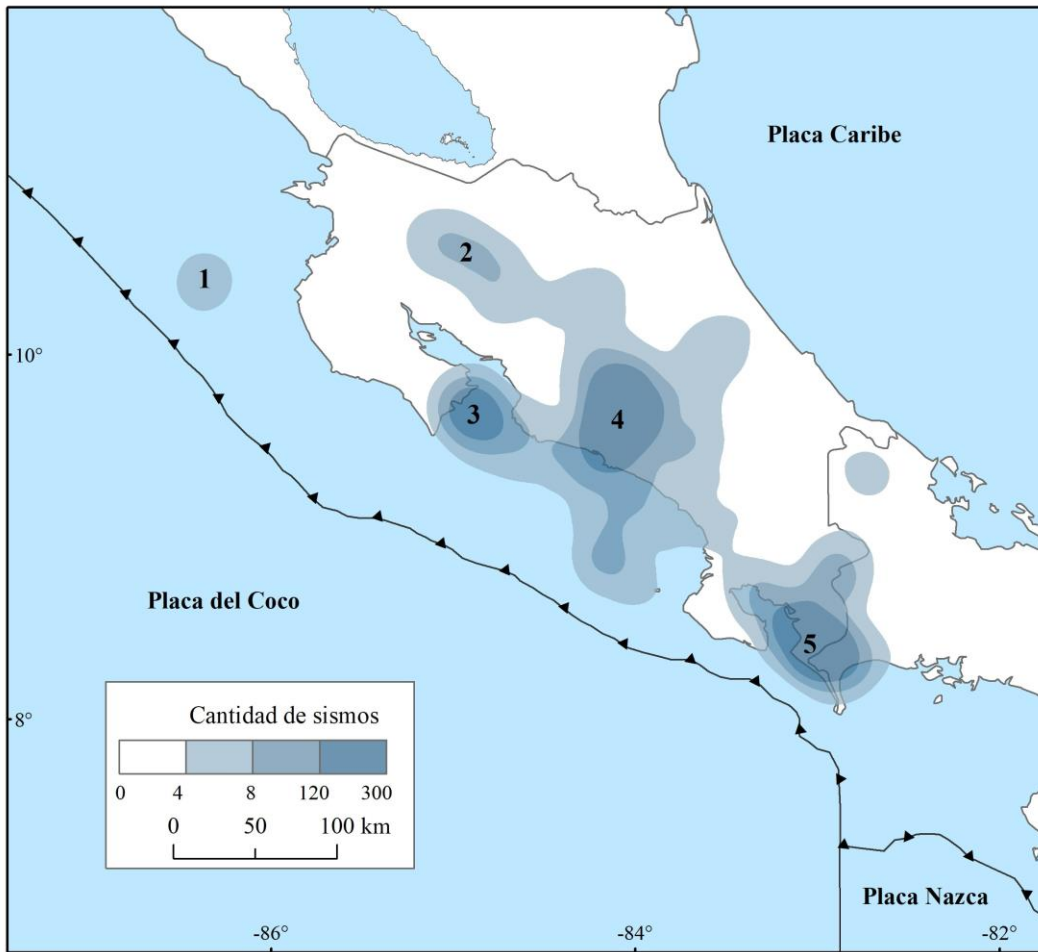 Placa Caribe
1
2
10°
3
4
Placa del Coco
5
Cantidad de sismos
8°
0 4 8 120 300
0 50 100 km
Placa Nazca
-86° -84° -82°